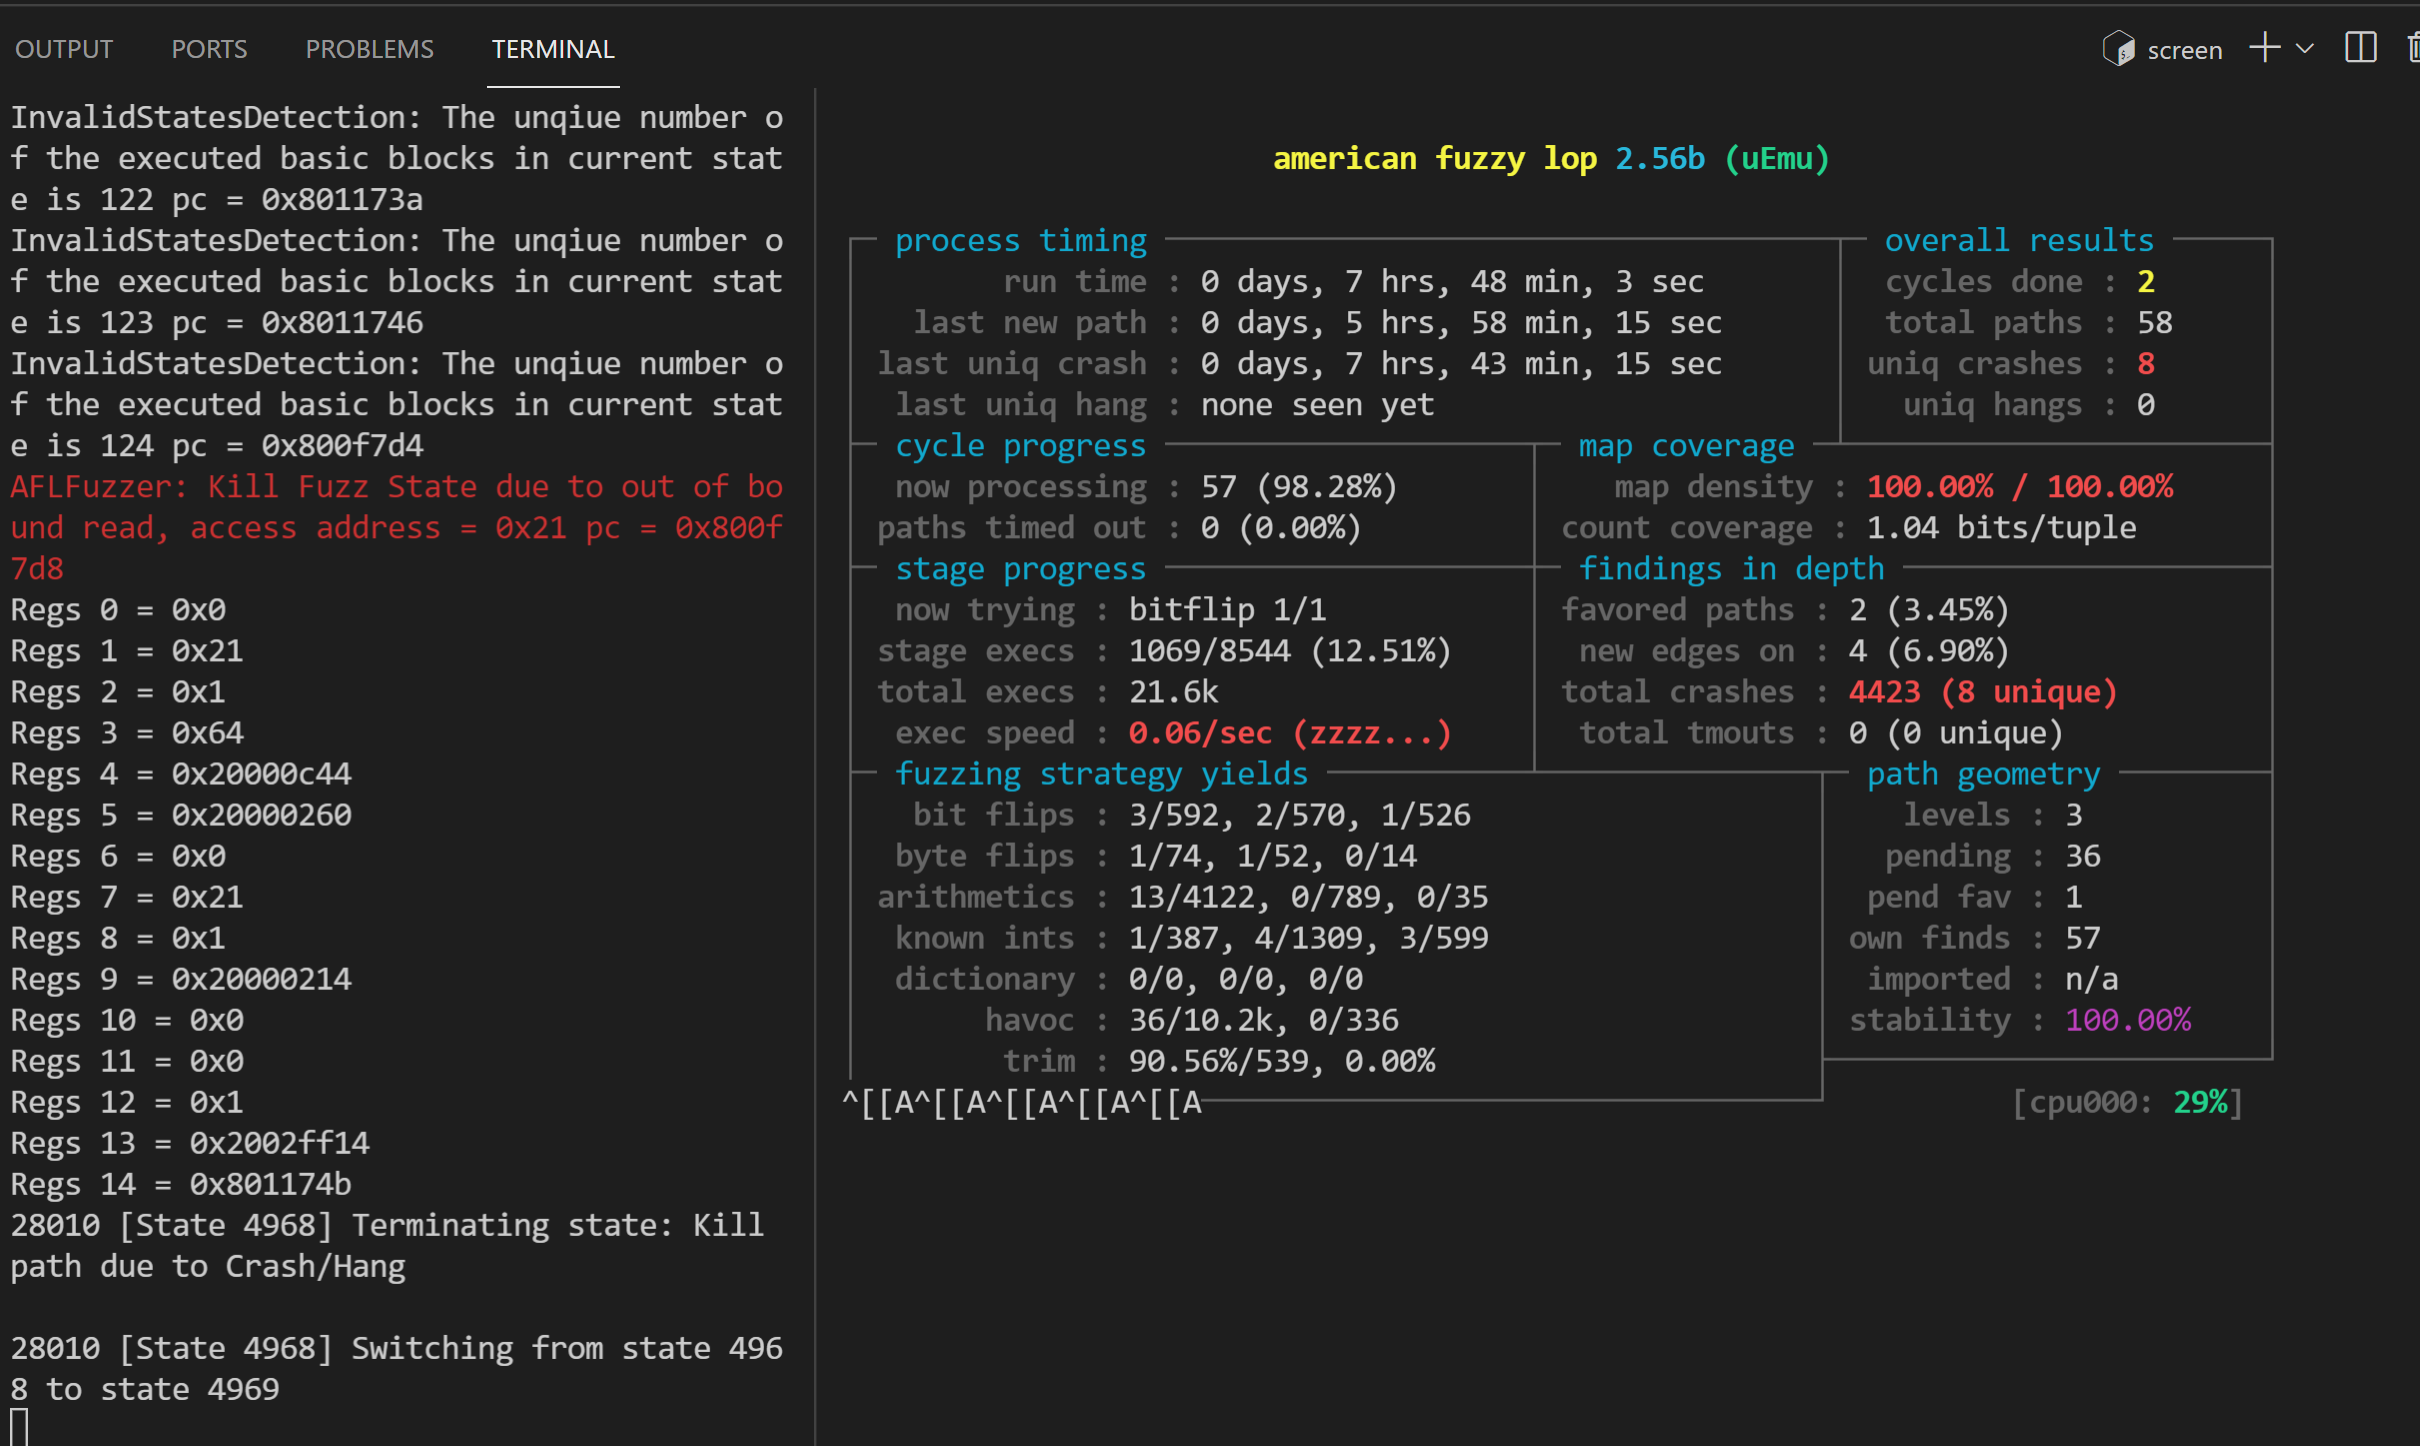 OUTPUT PORTS PROBLEMS TERMINAL
screen
InvalidStatesDetection: The unqiue number o
f the executed basic blocks in current stat
e is 122 pc = 0x801173a
InvalidStatesDetection: The unqiue number o
f the executed basic blocks in current stat
e is 123 pc = 0x8011746
InvalidStatesDetection: The unqiue number o
f the executed basic blocks in current stat
e is 124 pc = 0x800f7d4
AFLFuzzer: Kill Fuzz State due to out of bo
und read, access address = 0x21 pc = 0x800f
7d8
Regs 0 = 0x0
Regs 1 = 0x21
Regs 2 = 0x1
Regs 3 = 0x64
Regs 4 = 0x20000c44
Regs 5 = 0x20000260
Regs 6 = 0x0
Regs 7 = 0x21
Regs 8 = 0x1
Regs 9 = 0x20000214
Regs 10 = 0x0
Regs 11 = 0x0
Regs 12 = 0x1
Regs 13 = 0x2002ff14
Regs 14 = 0x801174b
28010 [State 4968] Terminating state: Kill
path due to Crash/Hang
28010 [State 4968] Switching from state 496
8 to state 4969
american fuzzy lop 2.56b (uEmu)
process timing
run time : 0 days, 7 hrs, 48 min, 3 sec
last new path : 0 days, 5 hrs, 58 min, 15 sec
last uniq crash : 0 days, 7 hrs, 43 min, 15 sec
last uniq hang : none seen yet
overall results
cycles done : 2
total paths : 58
uniq crashes : 8
uniq hangs : 0
cycle progress
now processing : 57 (98.28%)
paths timed out : 0 (0.00%)
map coverage
map density : 100.00% / 100.00%
count coverage : 1.04 bits/tuple
stage progress
now trying : bitflip 1/1
stage execs : 1069/8544 (12.51%)
total execs : 21.6k
exec speed : 0.06/sec (zzzz...)
findings in depth
favored paths : 2 (3.45%)
new edges on : 4 (6.90%)
total crashes : 4423 (8 unique)
total tmouts : 0 (0 unique)
fuzzing strategy yields
bit flips : 3/592, 2/570, 1/526
byte flips : 1/74, 1/52, 0/14
arithmetics : 13/4122, 0/789, 0/35
known ints : 1/387, 4/1309, 3/599
dictionary : 0/0, 0/0, 0/0
havoc : 36/10.2k, 0/336
trim : 90.56%/539, 0.00%
path geometry
levels : 3
pending : 36
pend fav : 1
own finds : 57
imported : n/a
stability : 100.00%
^[[A^[[A^[[A^[[A^[[A
[cpu000: 29%]